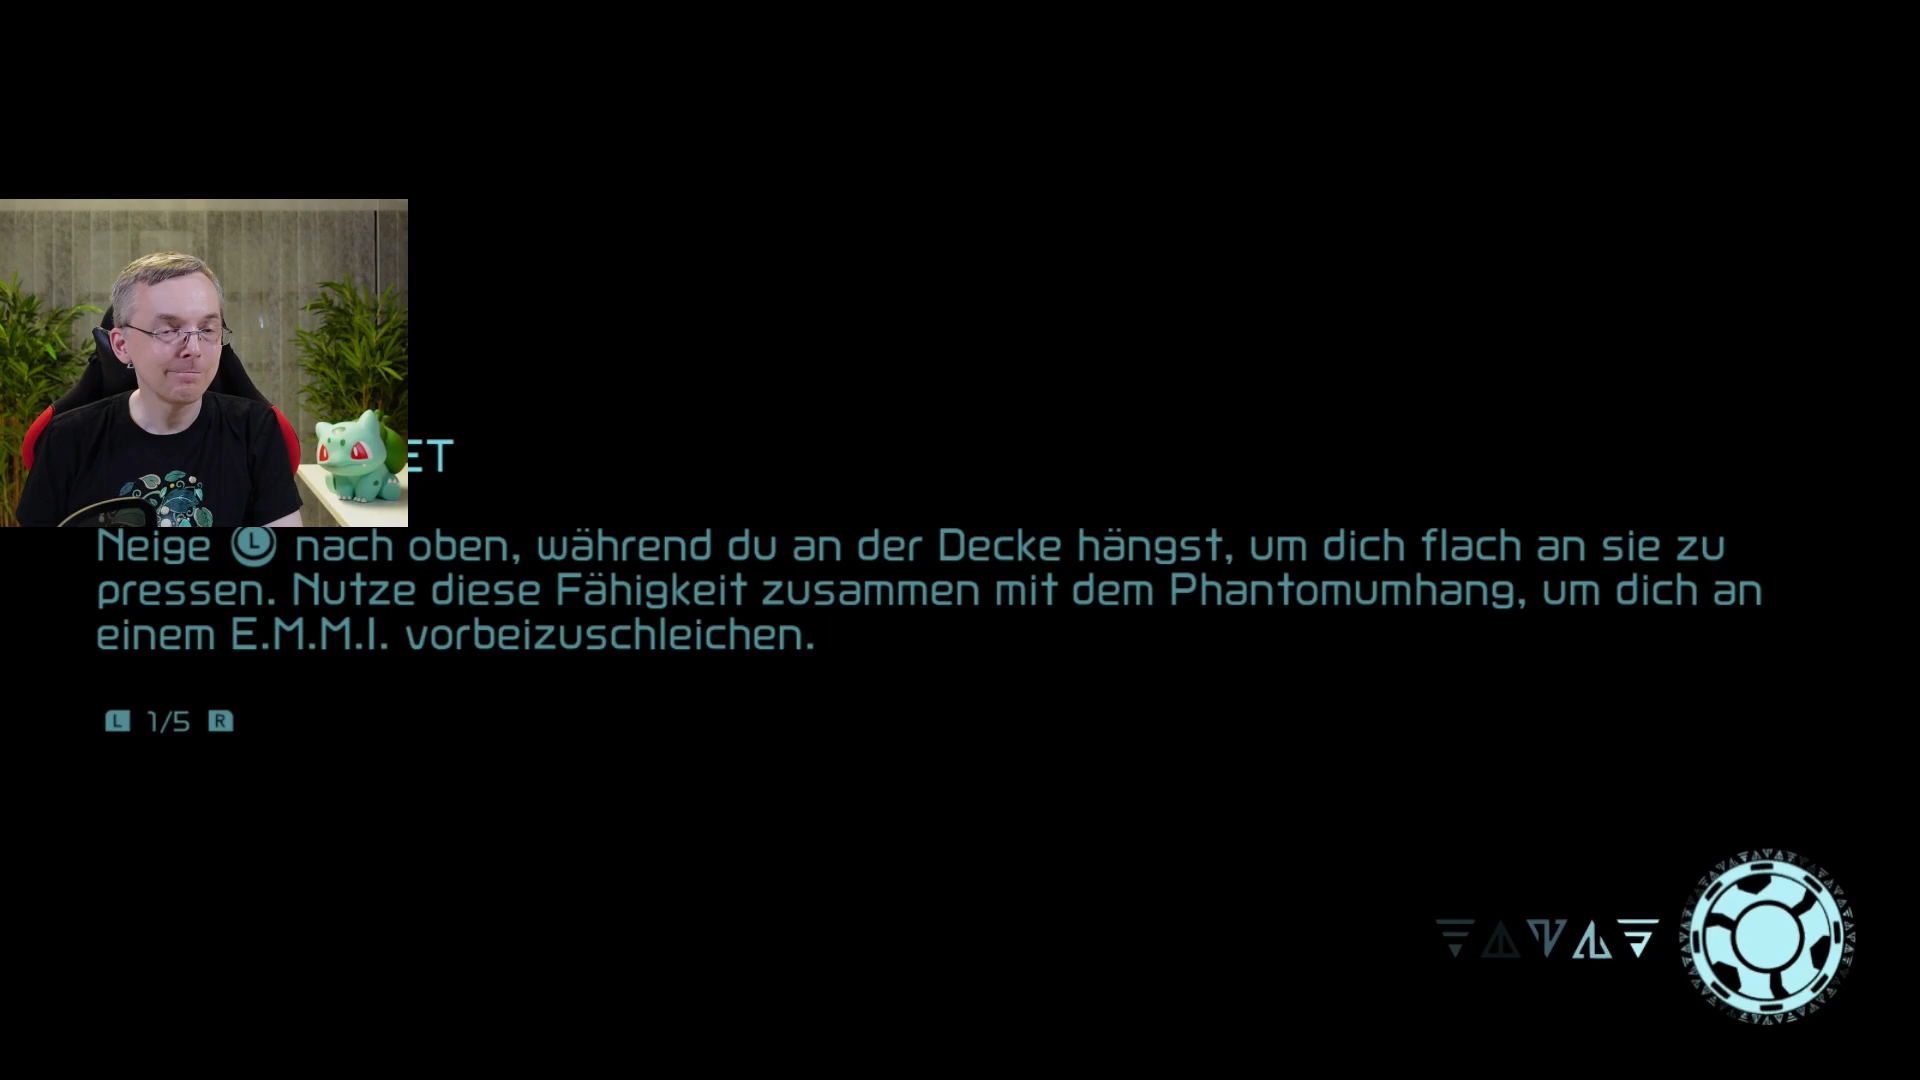 ET
Neige L nach oben, während du an der Decke hängst, um dich flach an sie zu
pressen. Nutze diese Fähigkeit zusammen mit dem Phantomumhang, um dich an
einem E.M.M.I. vorbeizuschleichen.
L 1/5 R